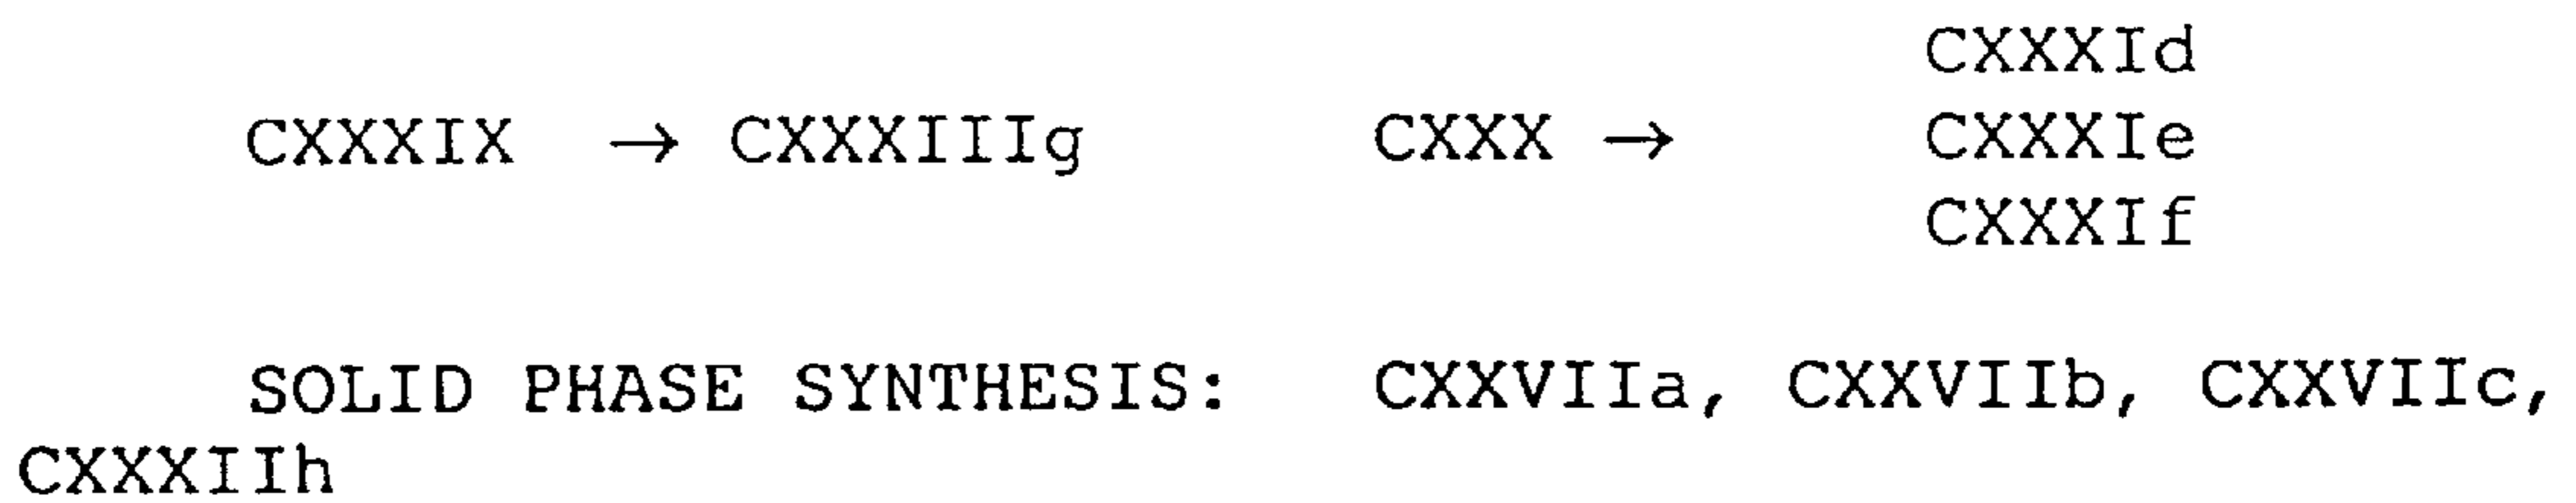 CXXXId
CXXXIX → CXXXIIIg CXXX → CXXXIe
CXXXIf
SOLID PHASE SYNTHESIS: CXXVIIa, CXXVIIb, CXXVIIc,
CXXXIIh